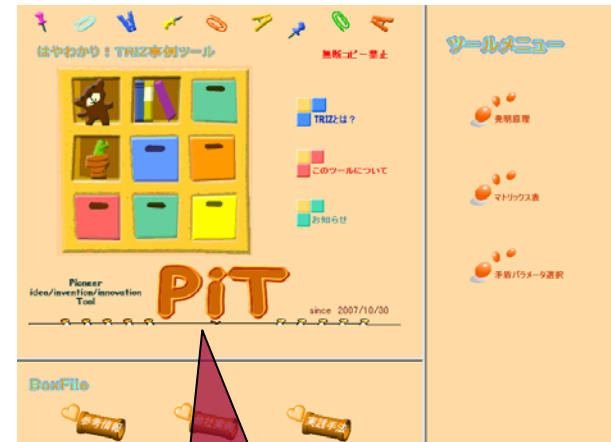 はやわかり！TRIZ事例ツール
無断コピー禁止
TRIZとは？
このツールについて
お知らせ
Pioneer
idea/invention/innovation
Tool
PiT
since 2007/10/30
BoxFile
参考情報
実践手法
ツールメニュー
発明原理
マトリックス表
矛盾パラメータ選択